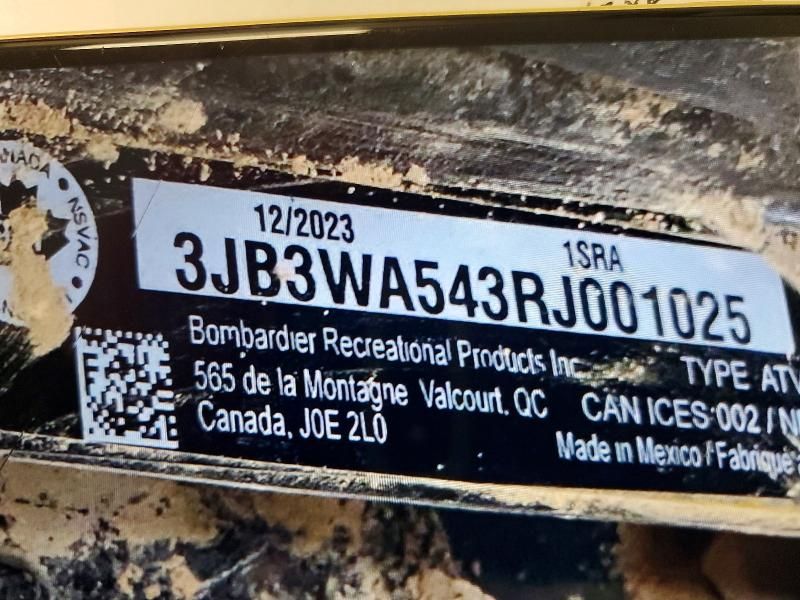 NSVAC
12/2023
1SRA
3JB3WA543RJ001025
Bombardier Recreational Products Inc.
TYPE
565 de la Montagne Valcourt, QC
CAN ICES-002 /
Canada, J0E 2L0
Made in Mexico / Fabriqué